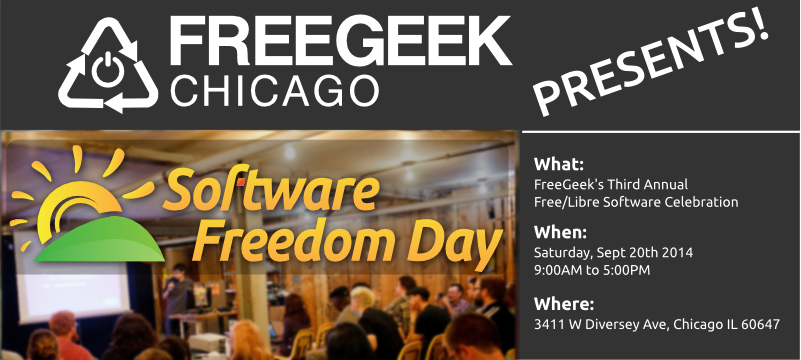 FREEGEEK
CHICAGO
PRESENTS!
Software
Freedom Day
What:
FreeGeek's Third Annual
Free/Libre Software Celebration
When:
Saturday, Sept 20th 2014
9:00AM to 5:00PM
Where:
3411 W Diversey Ave, Chicago IL 60647